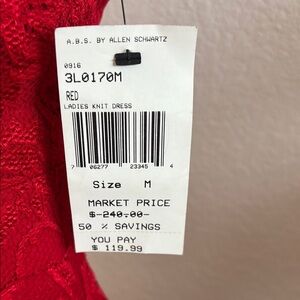 A.B.S. BY ALLEN SCHWARTZ
0916
3L0170M
RED
LADIES KNIT DRESS
7 06277 23345 4
Size M
MARKET PRICE
$ 240.00
50 % SAVINGS
YOU PAY
$ 119.99